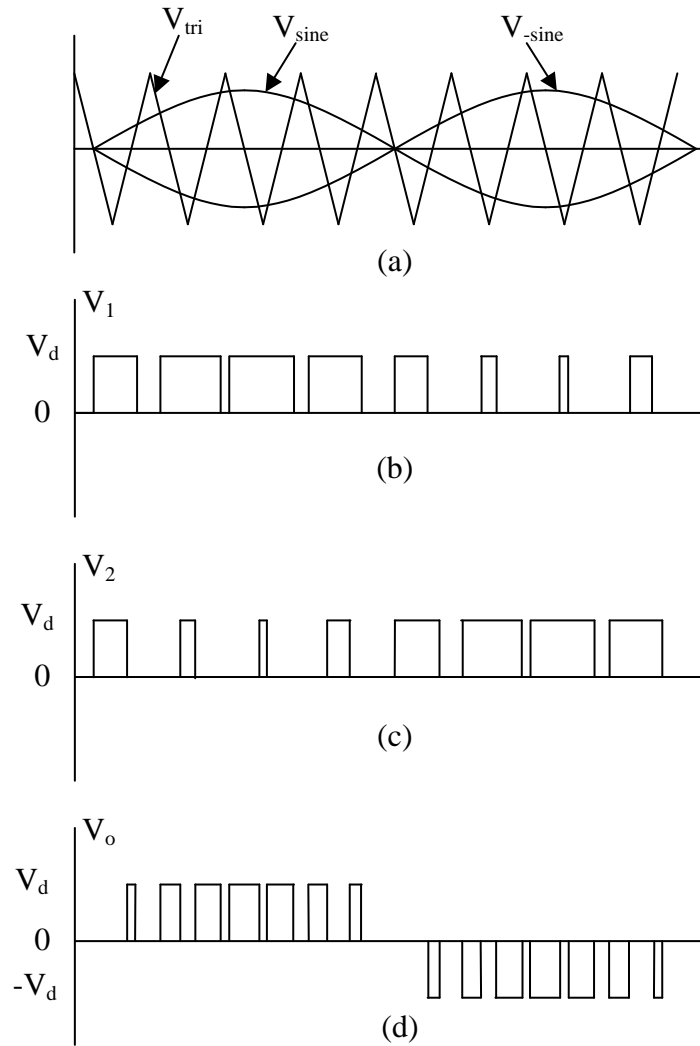 V_tri V_sine V_-sine
(a)
V_1
V_d
0
(b)
V_2
V_d
0
(c)
V_o
V_d
0
-V_d
(d)